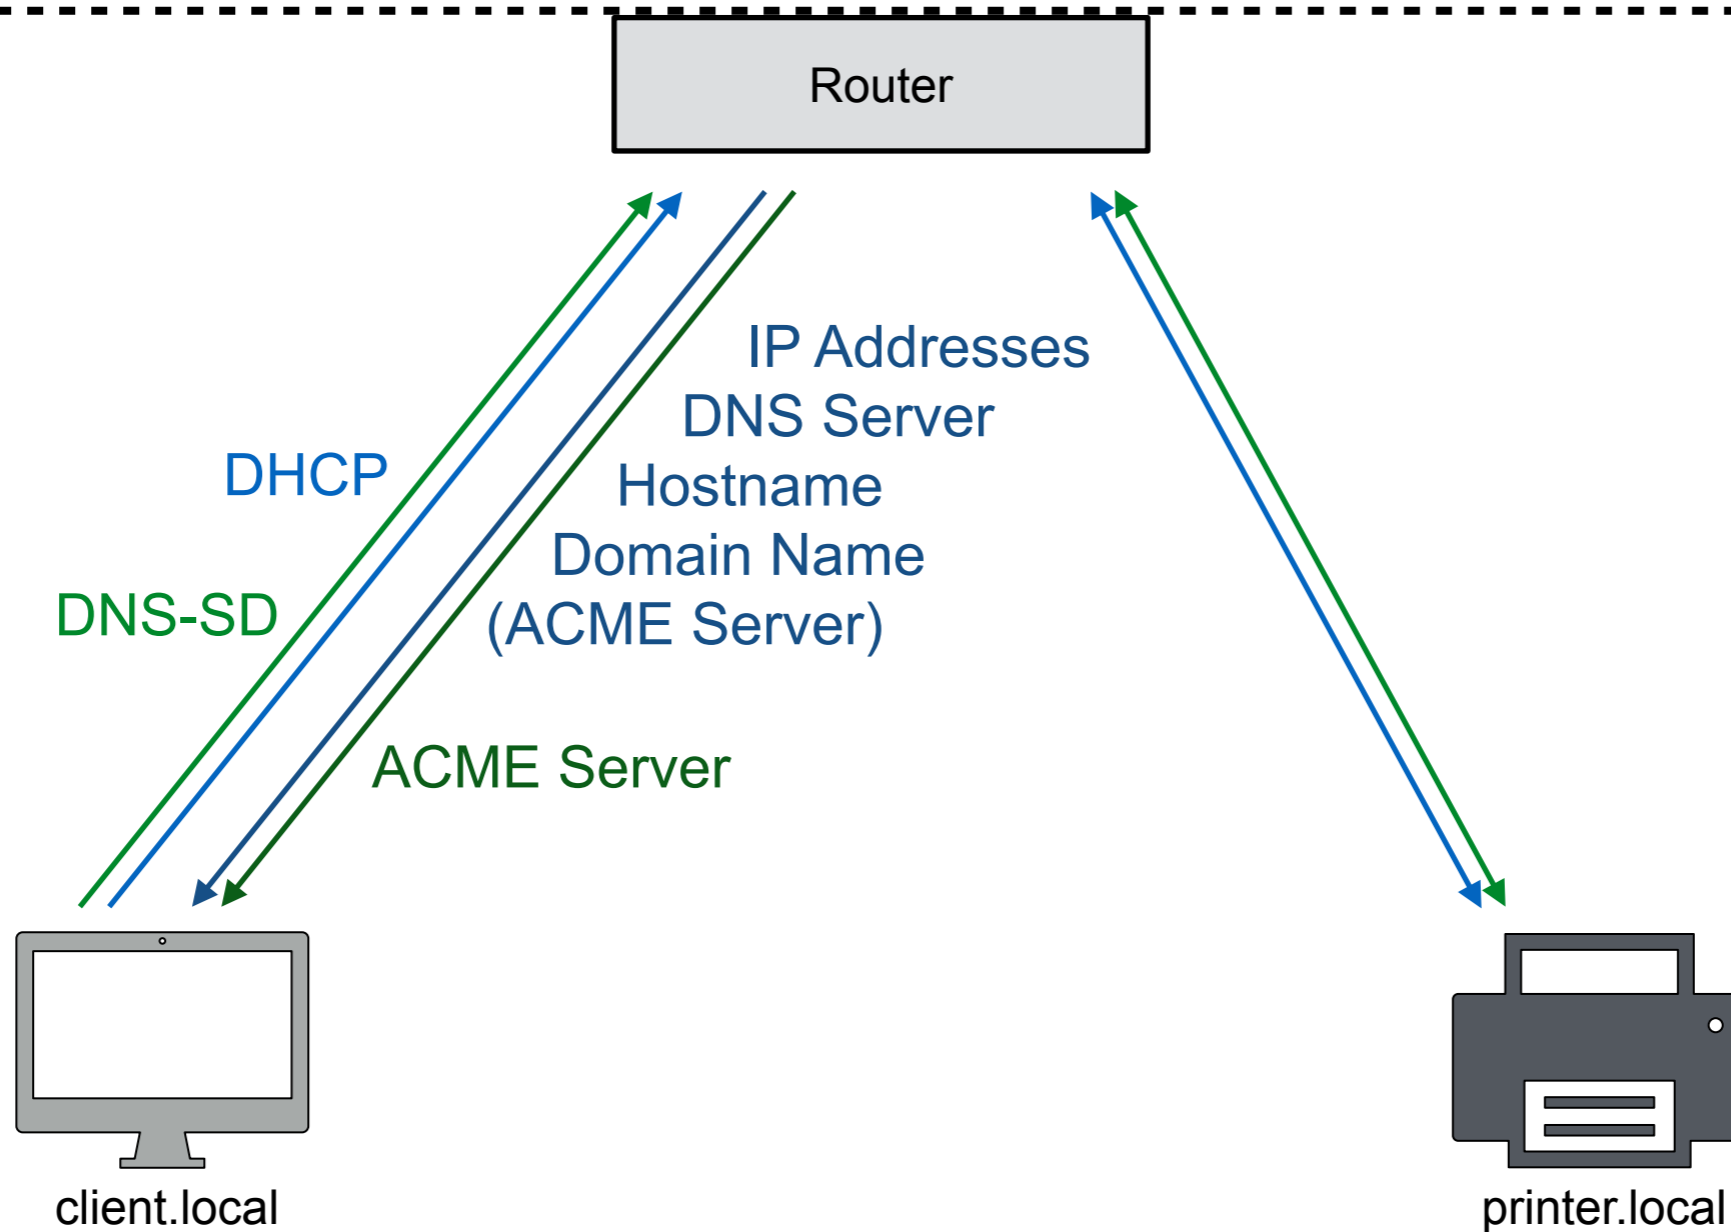 Router
IP Addresses
DNS Server
DHCP
Hostname
Domain Name
DNS-SD
(ACME Server)
ACME Server
client.local
printer.local